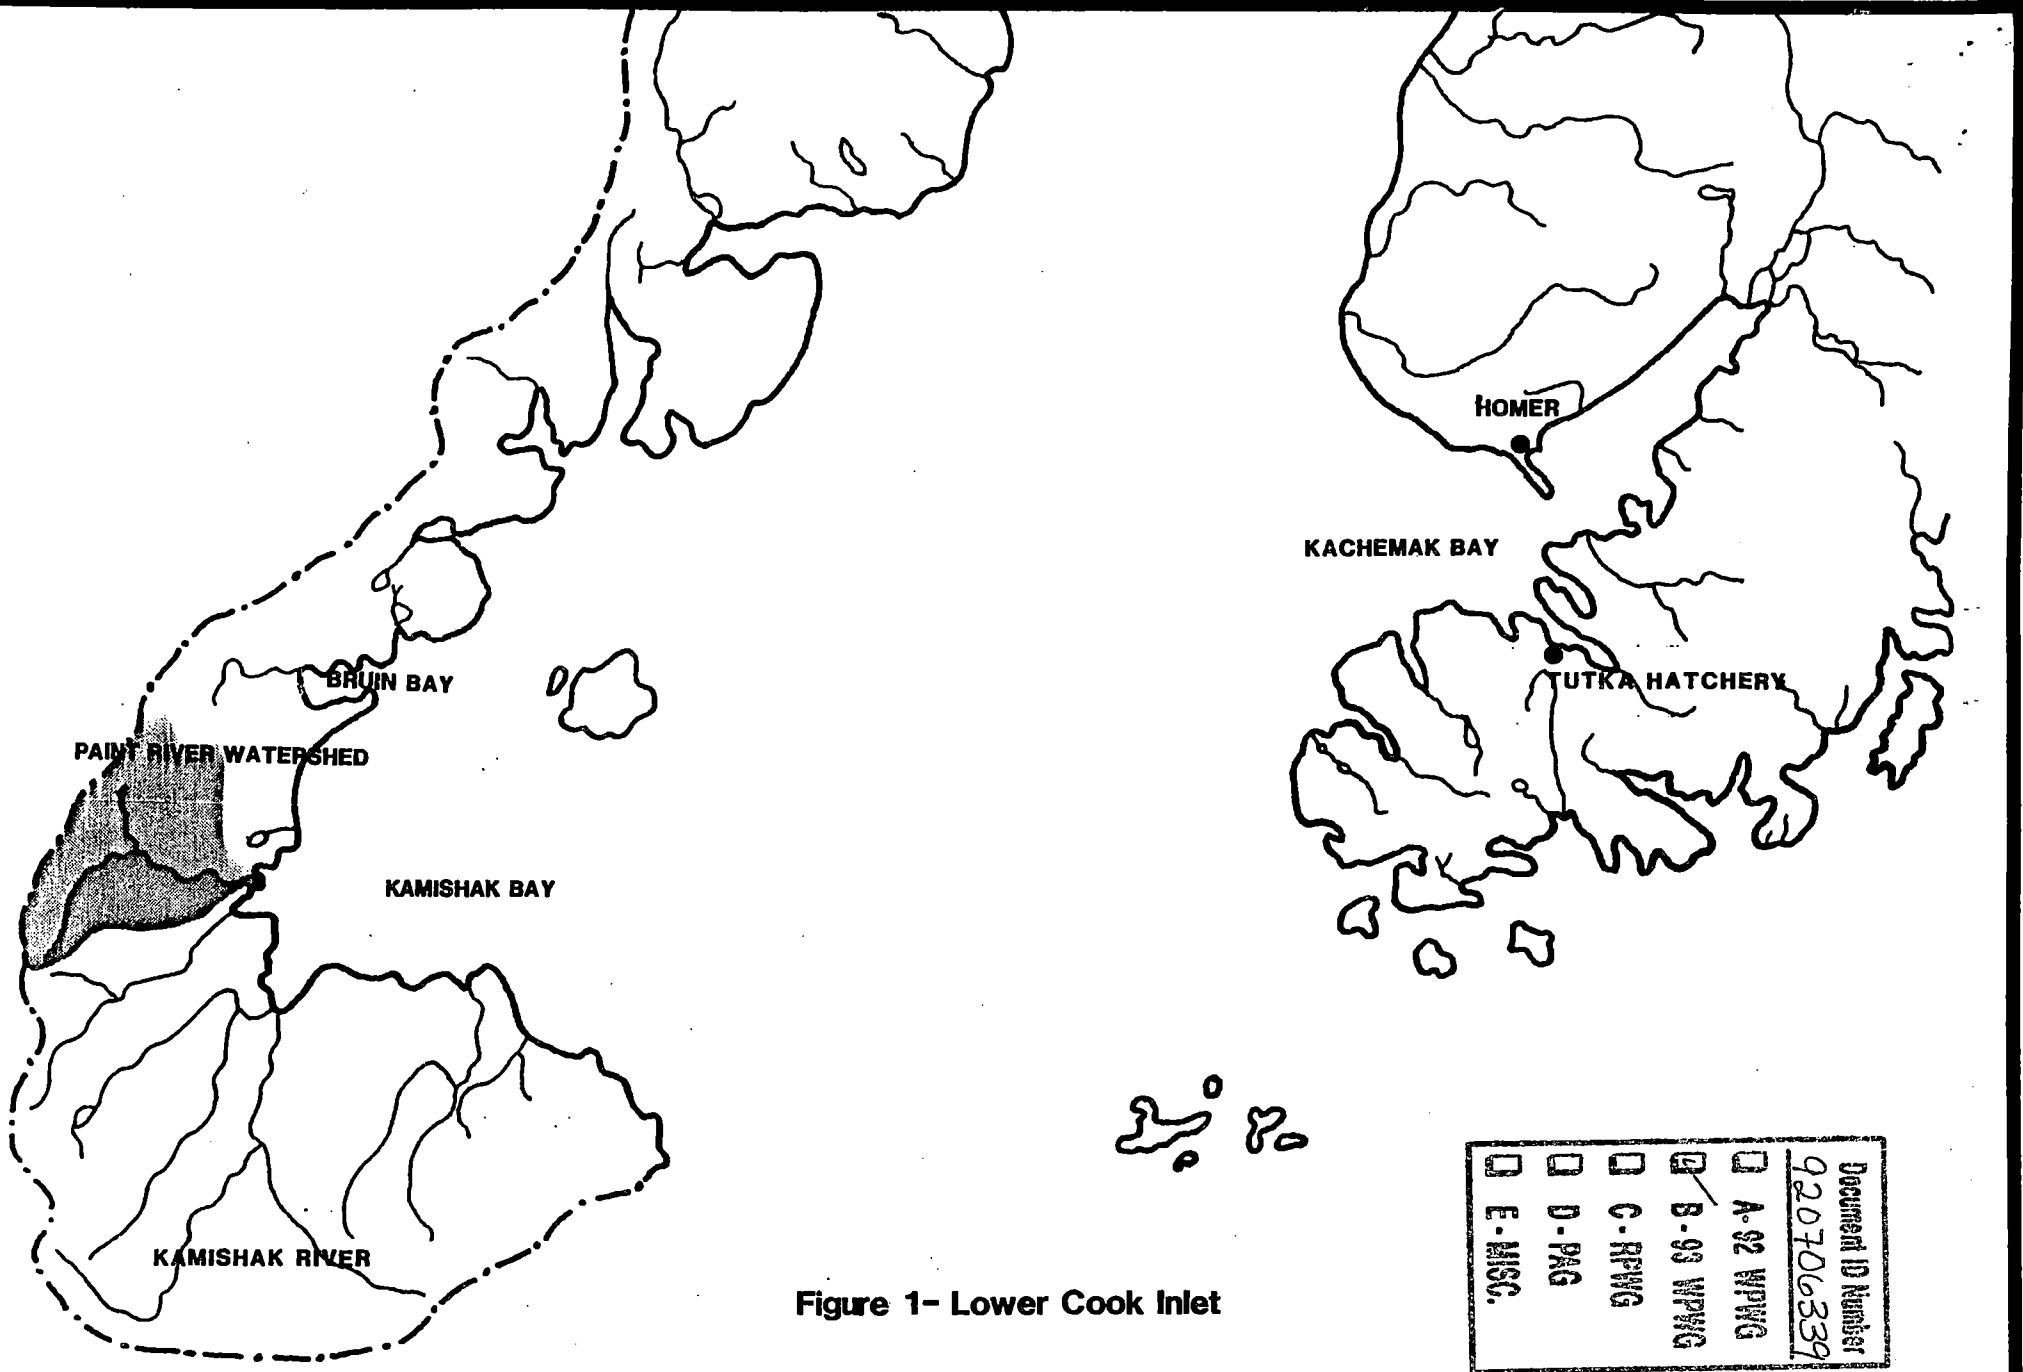 HOMER
KACHEMAK BAY
BRUIN BAY
TUTKA HATCHERY
PAINT RIVER WATERSHED
KAMISHAK BAY
KAMISHAK RIVER
Figure 1- Lower Cook Inlet
Document ID Number
920706339
A-92 WPWG
B-93 WPWG
C-RPWG
D-PAG
E-MISC.